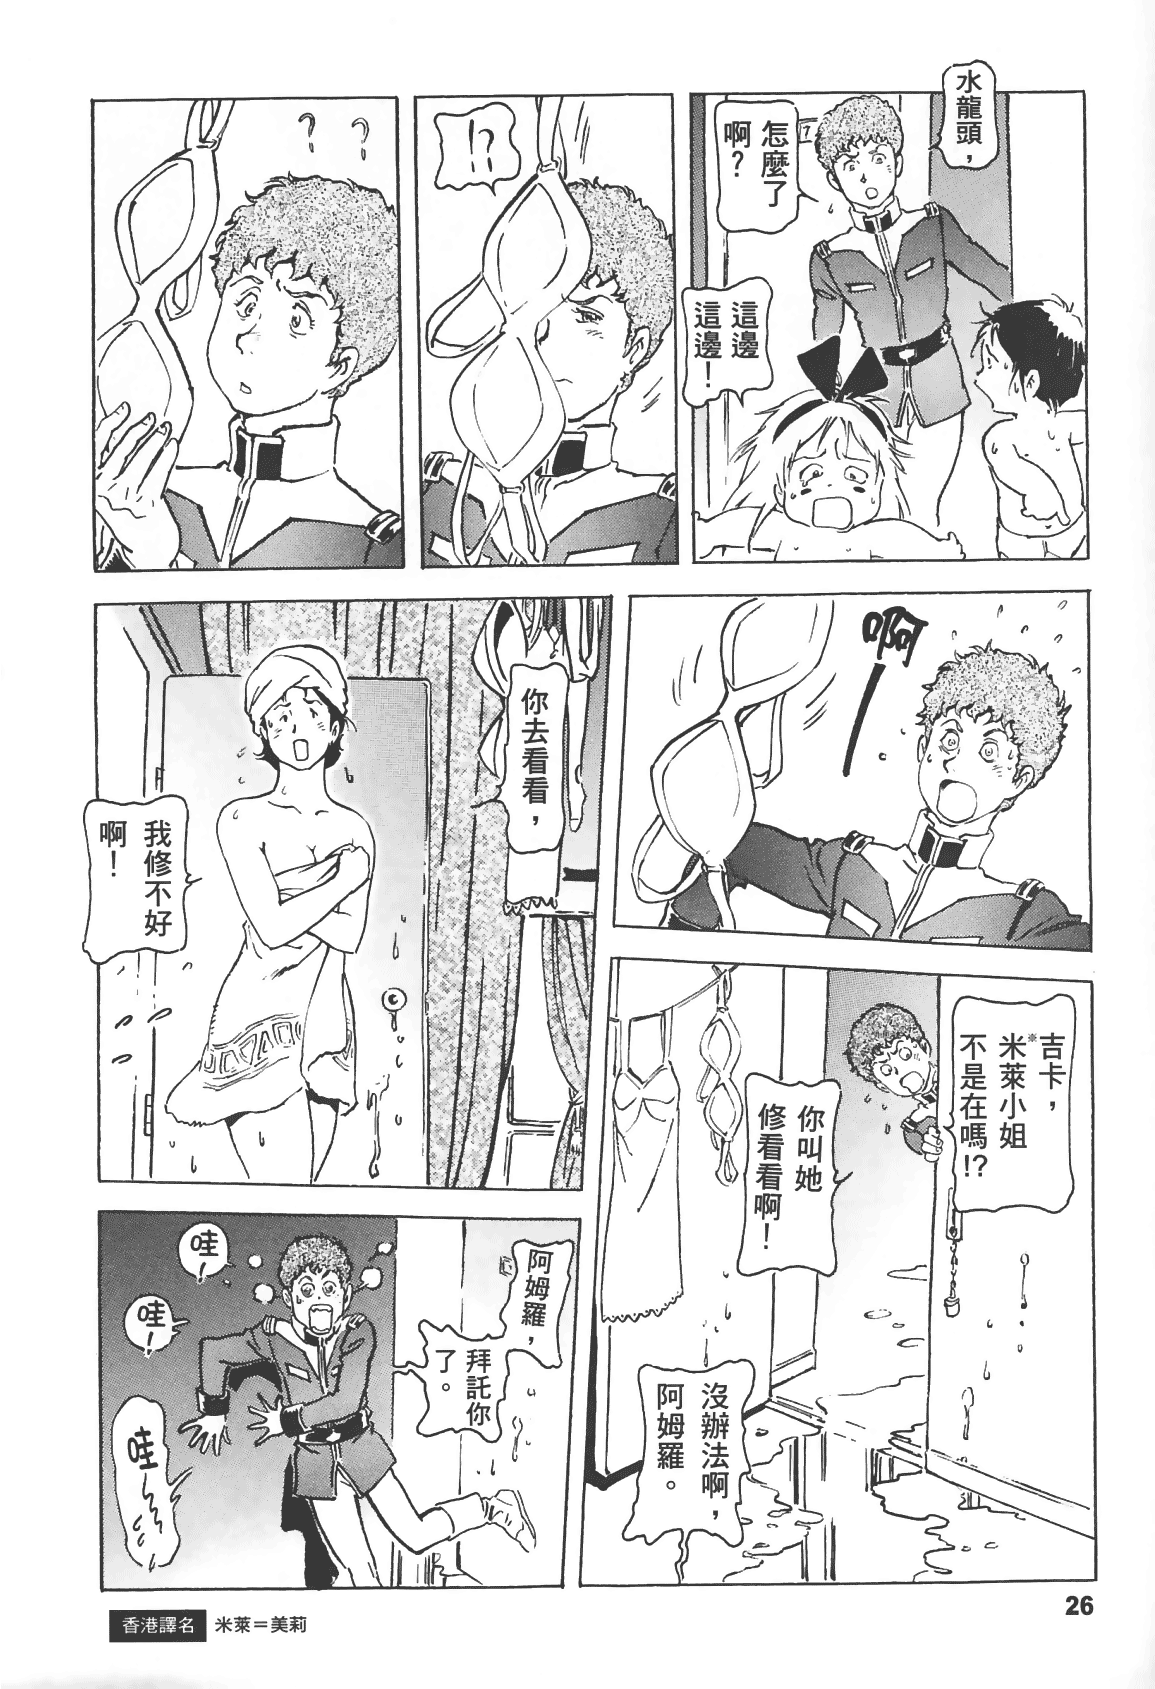 水龍頭，
怎麼了
啊？
這邊
這邊！
!?
？ ？
啊
你去看看，
我修不好
啊！
吉卡，
※米萊小姐
不是在嗎!?
你叫她
修看看啊！
沒辦法啊，
阿姆羅。
阿姆羅，
拜託你
了。
哇！
哇！
哇
香港譯名 米萊＝美莉
26